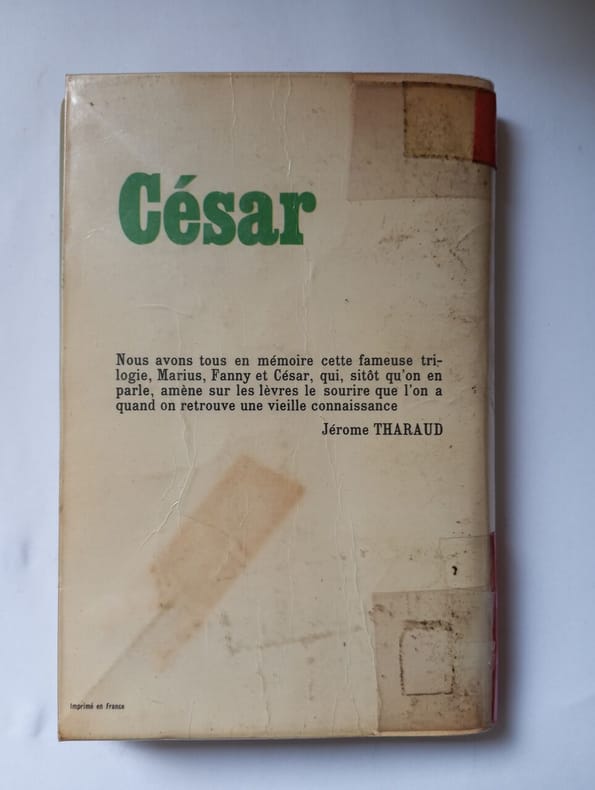 César
Nous avons tous en mémoire cette fameuse tri-
logie, Marius, Fanny et César, qui, sitôt qu'on en
parle, amène sur les lèvres le sourire que l'on a
quand on retrouve une vieille connaissance
Jérome THARAUD
Imprimé en France